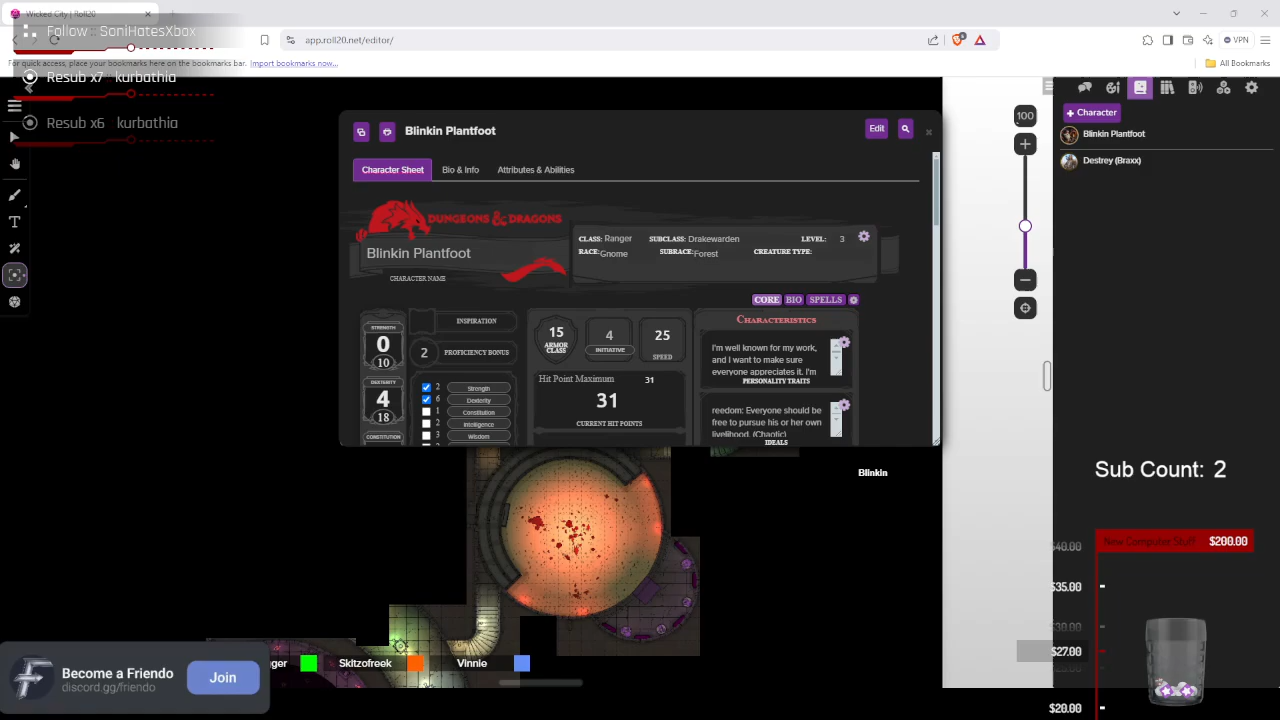 Wicked City | Roll20
Follow :: SoniHatesXbox
app.roll20.net/editor/
VPN
For quick access, place your bookmarks here on the bookmarks bar. Import bookmarks now...
All Bookmarks
Resub x7 kurbathia
Resub x6 kurbathia
Blinkin Plantfoot
Edit
Character Sheet
Bio & Info
Attributes & Abilities
DUNGEONS & DRAGONS
Blinkin Plantfoot
CHARACTER NAME
CLASS: Ranger
SUBCLASS: Drakewarden
LEVEL: 3
RACE: Gnome
SUBRACE: Forest
CREATURE TYPE:
CORE
BIO
SPELLS
STRENGTH
0
10
DEXTERITY
4
18
CONSTITUTION
INSPIRATION
2 PROFICIENCY BONUS
2 Strength
6 Dexterity
1 Constitution
2 Intelligence
3 Wisdom
15
ARMOR CLASS
4
INITIATIVE
25
SPEED
Hit Point Maximum 31
31
CURRENT HIT POINTS
CHARACTERISTICS
I'm well known for my work,
and I want to make sure
everyone appreciates it. I'm
PERSONALITY TRAITS
reedom: Everyone should be
free to pursue his or her own
livelihood. (Chaotic)
IDEALS
Blinkin
100
+ Character
Blinkin Plantfoot
Destrey (Braxx)
Sub Count: 2
New Computer Stuff $200.00
$40.00
$35.00
$30.00
$27.00
$20.00
Become a Friendo
discord.gg/friendo
Join
nger
Skitzofreek
Vinnie